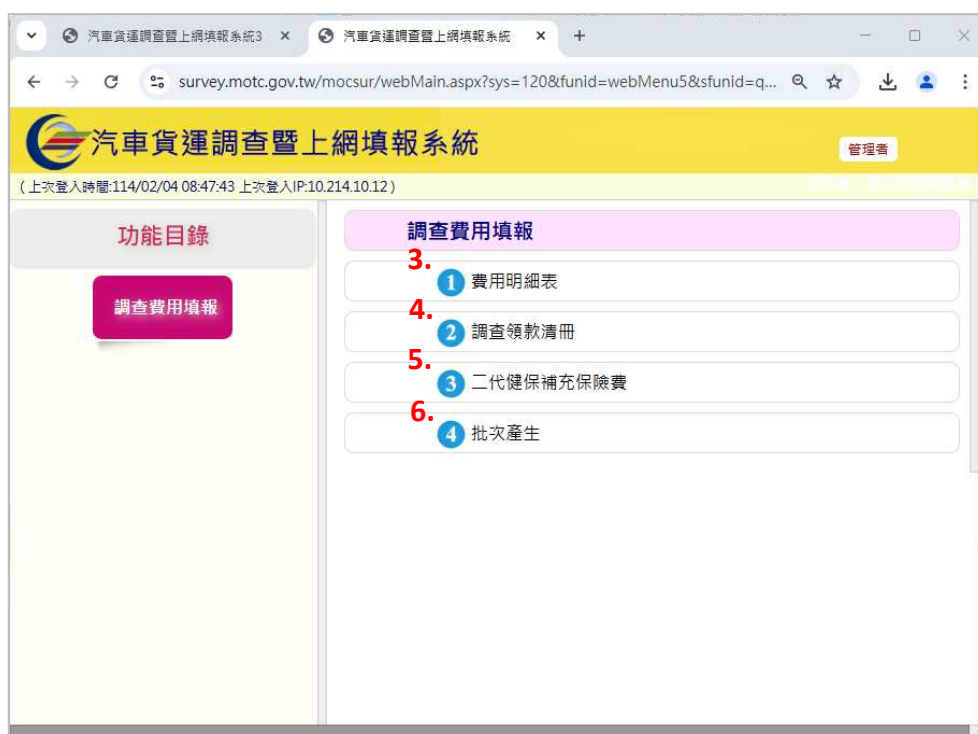 汽車貨運調查暨上網填報系統3 ×
汽車貨運調查暨上網填報系統 × +
survey.motc.gov.tw/mocsur/webMain.aspx?sys=120&funid=webMenu5&sfunid=q...
汽車貨運調查暨上網填報系統
管理者
(上次登入時間:114/02/04 08:47:43 上次登入IP:10.214.10.12)
功能目錄
調查費用填報
調查費用填報
3.
1 費用明細表
4.
2 調查領款清冊
5.
3 二代健保補充保險費
6.
4 批次產生